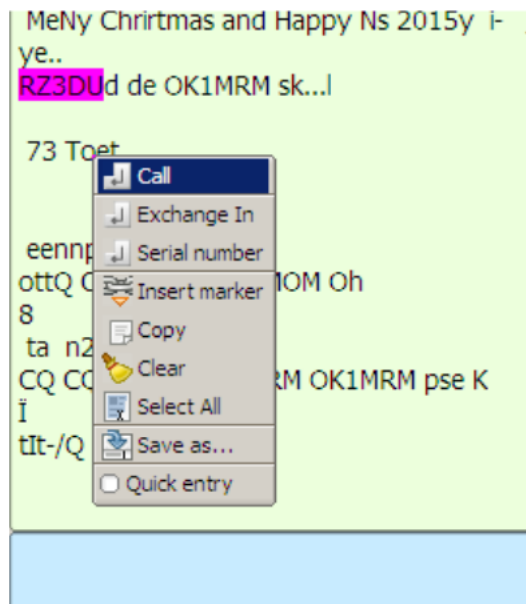 MeNy Chrirtmas and Happy Ns 2015y i-
ye..
RZ3DUd de OK1MRM sk...l
73 Toet
Call
Exchange In
eennp
Serial number
ottQ C
OM Oh
Insert marker
8
Copy
ta n2
Clear
CQ CQ
RM OK1MRM pse K
Select All
Ï
tIt-/Q
Save as...
Quick entry